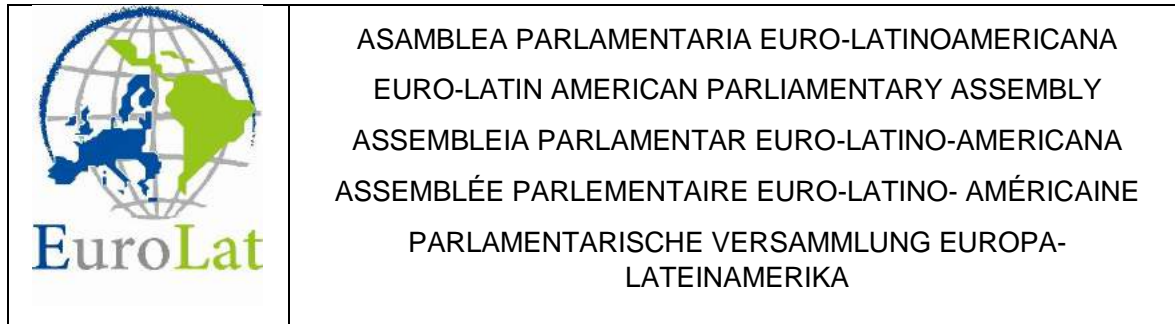 EuroLat
ASAMBLEA PARLAMENTARIA EURO-LATINOAMERICANA
EURO-LATIN AMERICAN PARLIAMENTARY ASSEMBLY
ASSEMBLEIA PARLAMENTAR EURO-LATINO-AMERICANA
ASSEMBLÉE PARLEMENTAIRE EURO-LATINO- AMÉRICAINE
PARLAMENTARISCHE VERSAMMLUNG EUROPA-
LATEINAMERIKA